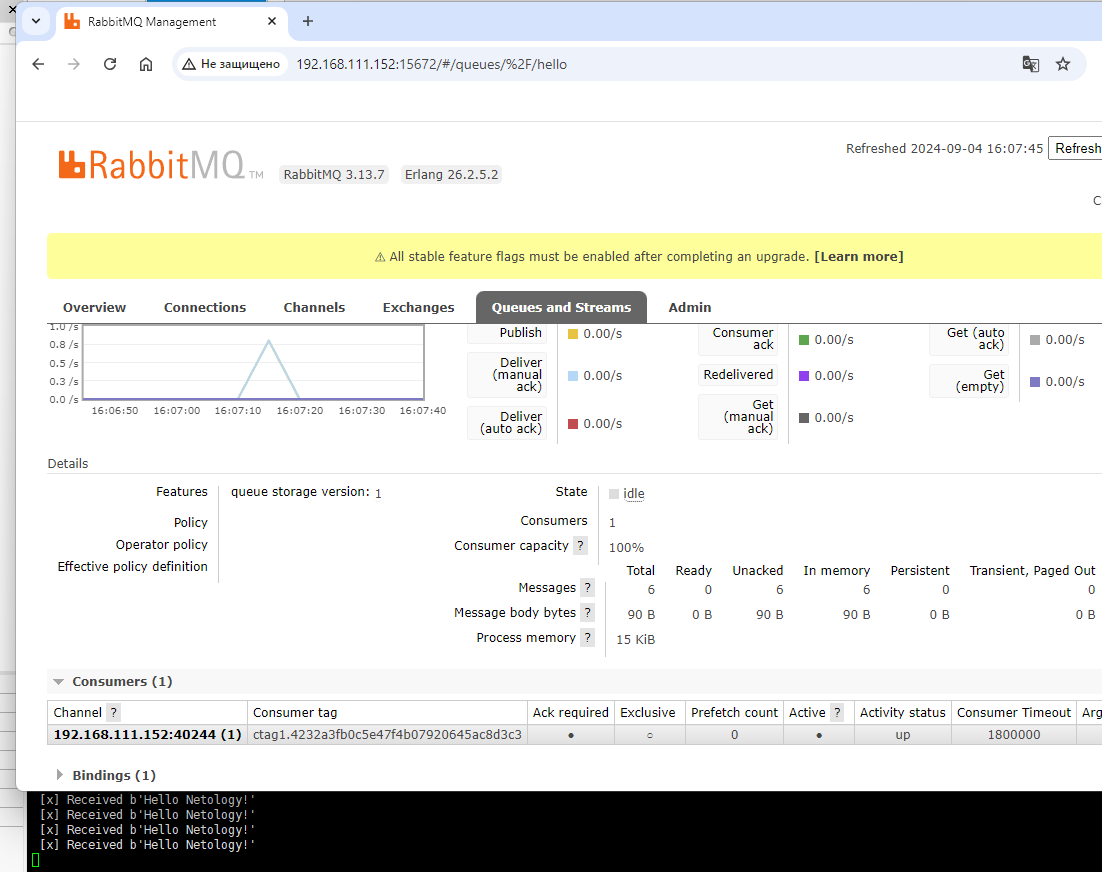 RabbitMQ Management
Не защищено 192.168.111.152:15672/#/queues/%2F/hello
Refreshed 2024-09-04 16:07:45 Refresh
RabbitMQ TM RabbitMQ 3.13.7 Erlang 26.2.5.2
C
⚠ All stable feature flags must be enabled after completing an upgrade. [Learn more]
Overview Connections Channels Exchanges Queues and Streams Admin
1.0 /s
0.8 /s
0.5 /s
0.3 /s
0.0 /s
16:06:50 16:07:00 16:07:10 16:07:20 16:07:30 16:07:40
Publish 0.00/s
Deliver
(manual
ack)
0.00/s
Deliver
(auto ack)
0.00/s
Consumer
ack
0.00/s
Redelivered 0.00/s
Get
(manual
ack)
0.00/s
Get (auto
ack)
0.00/s
Get
(empty)
0.00/s
Details
Features queue storage version: 1
Policy
Operator policy
Effective policy definition
State idle
Consumers 1
Consumer capacity ? 100%
Total Ready Unacked In memory Persistent Transient, Paged Out
Messages ? 6 0 6 6 0 0
Message body bytes ? 90 B 0 B 90 B 90 B 0 B 0 B
Process memory ? 15 KiB
Consumers (1)
Channel ? Consumer tag Ack required Exclusive Prefetch count Active ? Activity status Consumer Timeout Arg
192.168.111.152:40244 (1) ctag1.4232a3fb0c5e47f4b07920645ac8d3c3 ● ○ 0 ● up 1800000
Bindings (1)
[x] Received b'Hello Netology!'
[x] Received b'Hello Netology!'
[x] Received b'Hello Netology!'
[x] Received b'Hello Netology!'